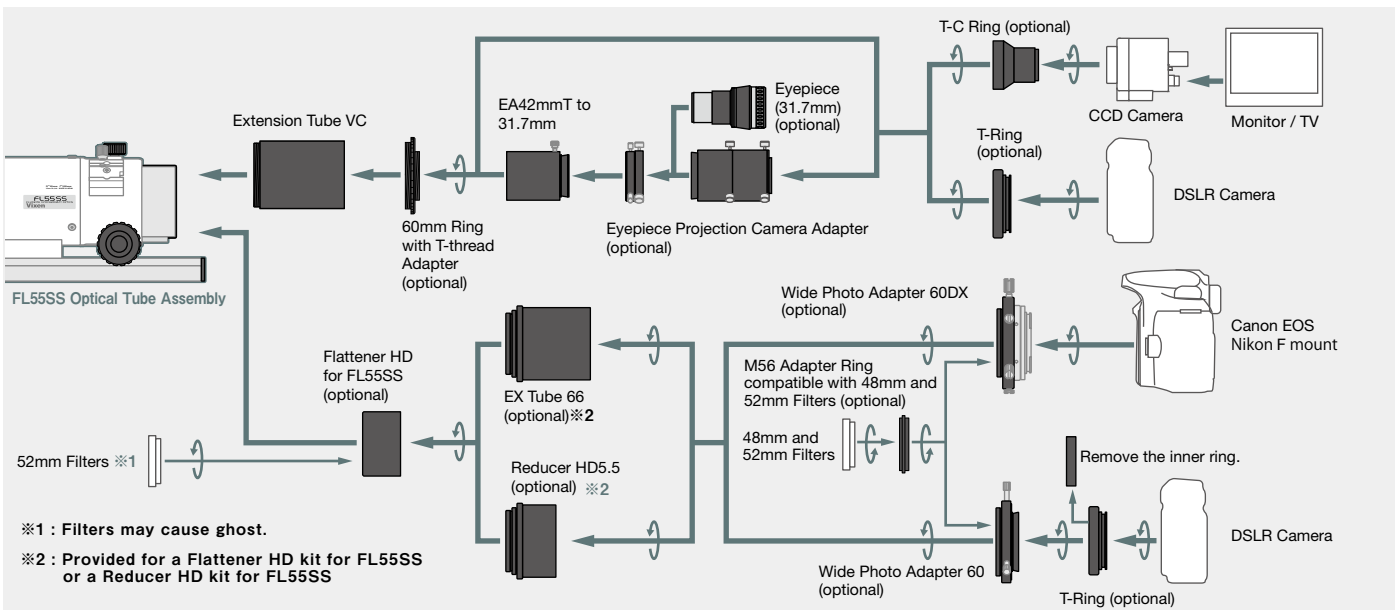 T-C Ring (optional)
CCD Camera
Monitor / TV
Eyepiece
(31.7mm)
(optional)
EA42mmT to
31.7mm
Extension Tube VC
T-Ring
(optional)
DSLR Camera
60mm Ring
with T-thread
Adapter
(optional)
Eyepiece Projection Camera Adapter
(optional)
FL55SS
Vixen
FL55SS Optical Tube Assembly
Wide Photo Adapter 60DX
(optional)
Canon EOS
Nikon F mount
Flattener HD
for FL55SS
(optional)
EX Tube 66
(optional)※2
M56 Adapter Ring
compatible with 48mm and
52mm Filters (optional)
48mm and
52mm Filters
52mm Filters ※1
Reducer HD5.5
(optional) ※2
Remove the inner ring.
DSLR Camera
Wide Photo Adapter 60
(optional)
T-Ring (optional)
※1 : Filters may cause ghost.
※2 : Provided for a Flattener HD kit for FL55SS
or a Reducer HD kit for FL55SS